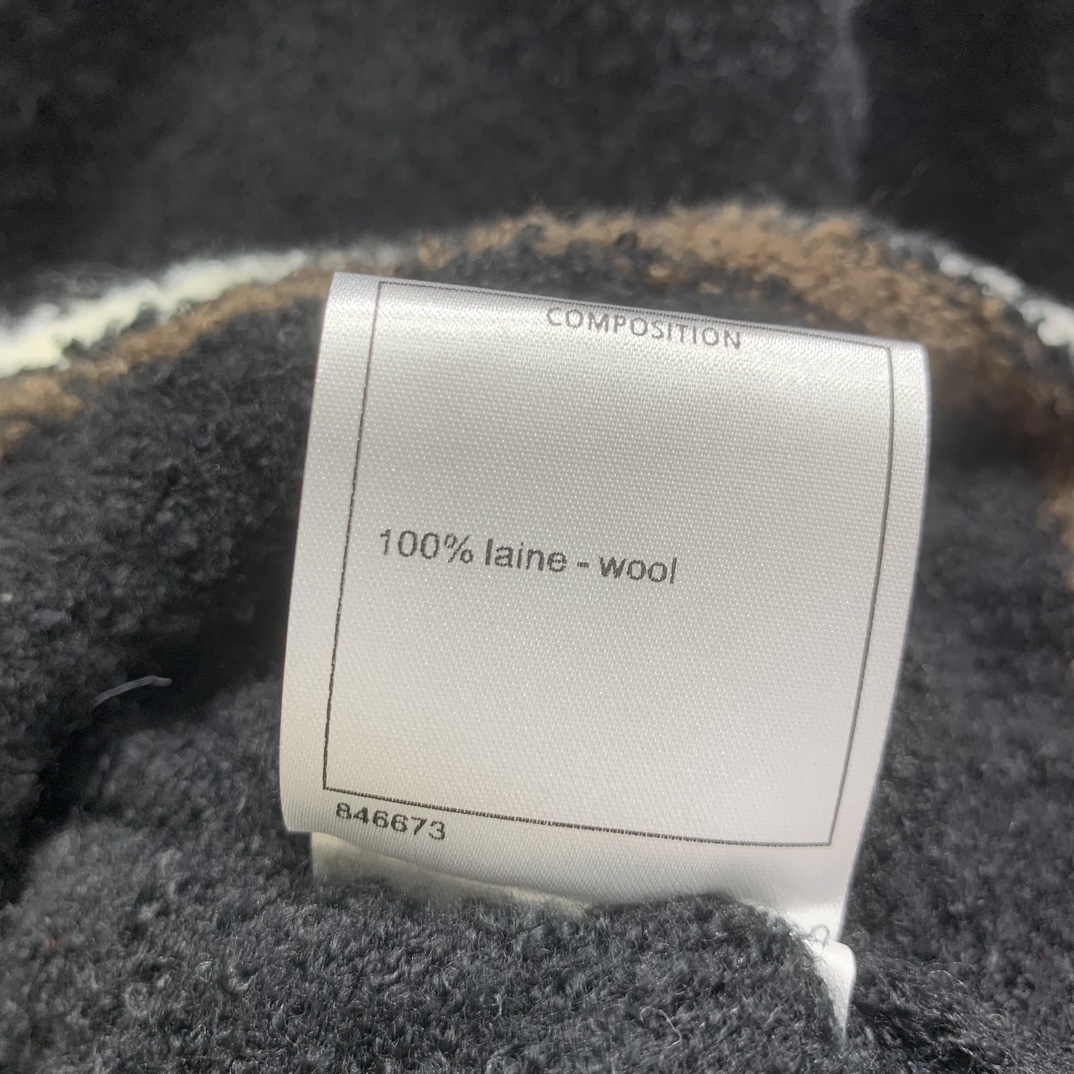 COMPOSITION
100% laine - wool
846673